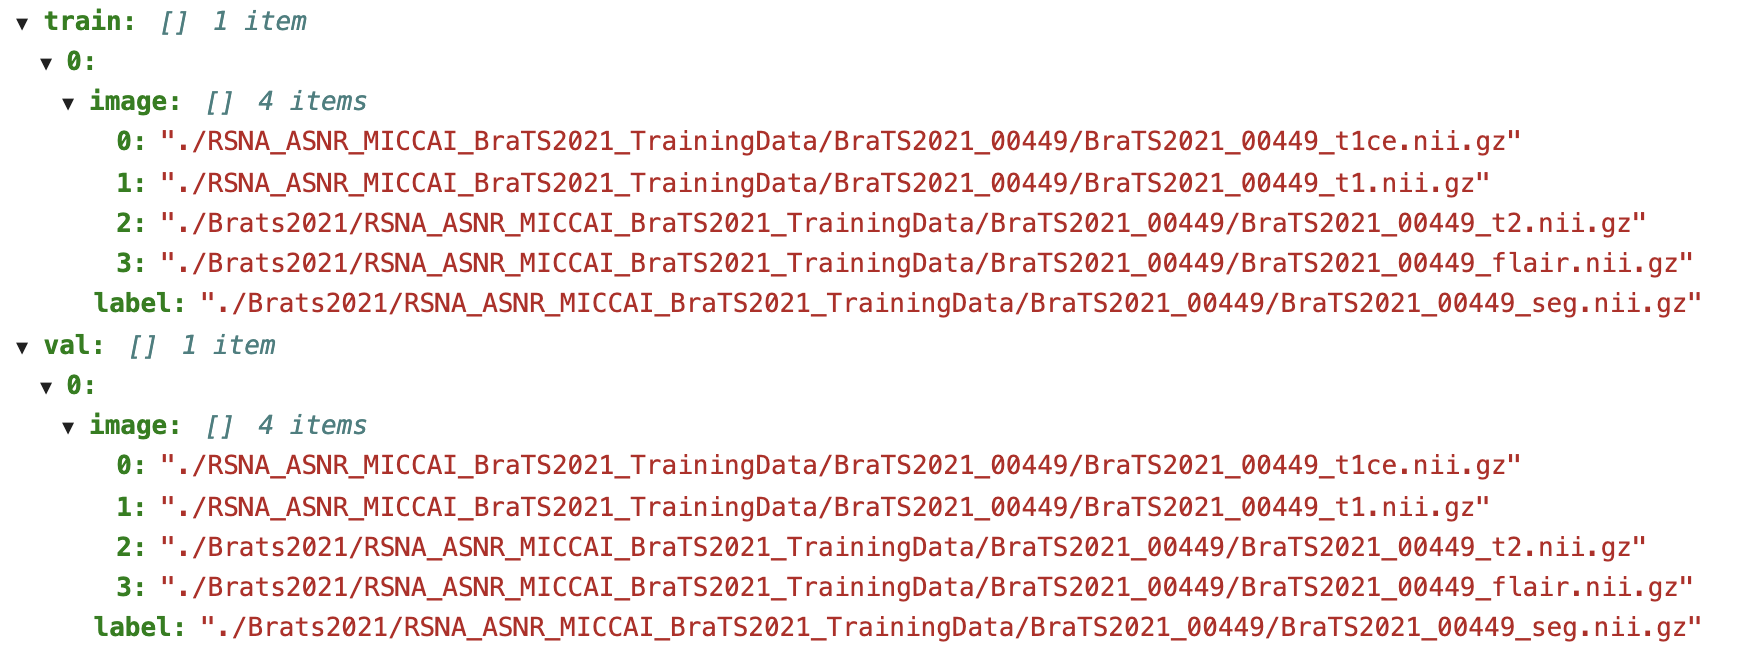 ▼ train: [] 1 item
▼ 0:
▼ image: [] 4 items
0: "./RSNA_ASNR_MICCAI_BraTS2021_TrainingData/BraTS2021_00449/BraTS2021_00449_t1ce.nii.gz"
1: "./RSNA_ASNR_MICCAI_BraTS2021_TrainingData/BraTS2021_00449/BraTS2021_00449_t1.nii.gz"
2: "./Brats2021/RSNA_ASNR_MICCAI_BraTS2021_TrainingData/BraTS2021_00449/BraTS2021_00449_t2.nii.gz"
3: "./Brats2021/RSNA_ASNR_MICCAI_BraTS2021_TrainingData/BraTS2021_00449/BraTS2021_00449_flair.nii.gz"
label: "./Brats2021/RSNA_ASNR_MICCAI_BraTS2021_TrainingData/BraTS2021_00449/BraTS2021_00449_seg.nii.gz"
▼ val: [] 1 item
▼ 0:
▼ image: [] 4 items
0: "./RSNA_ASNR_MICCAI_BraTS2021_TrainingData/BraTS2021_00449/BraTS2021_00449_t1ce.nii.gz"
1: "./RSNA_ASNR_MICCAI_BraTS2021_TrainingData/BraTS2021_00449/BraTS2021_00449_t1.nii.gz"
2: "./Brats2021/RSNA_ASNR_MICCAI_BraTS2021_TrainingData/BraTS2021_00449/BraTS2021_00449_t2.nii.gz"
3: "./Brats2021/RSNA_ASNR_MICCAI_BraTS2021_TrainingData/BraTS2021_00449/BraTS2021_00449_flair.nii.gz"
label: "./Brats2021/RSNA_ASNR_MICCAI_BraTS2021_TrainingData/BraTS2021_00449/BraTS2021_00449_seg.nii.gz"